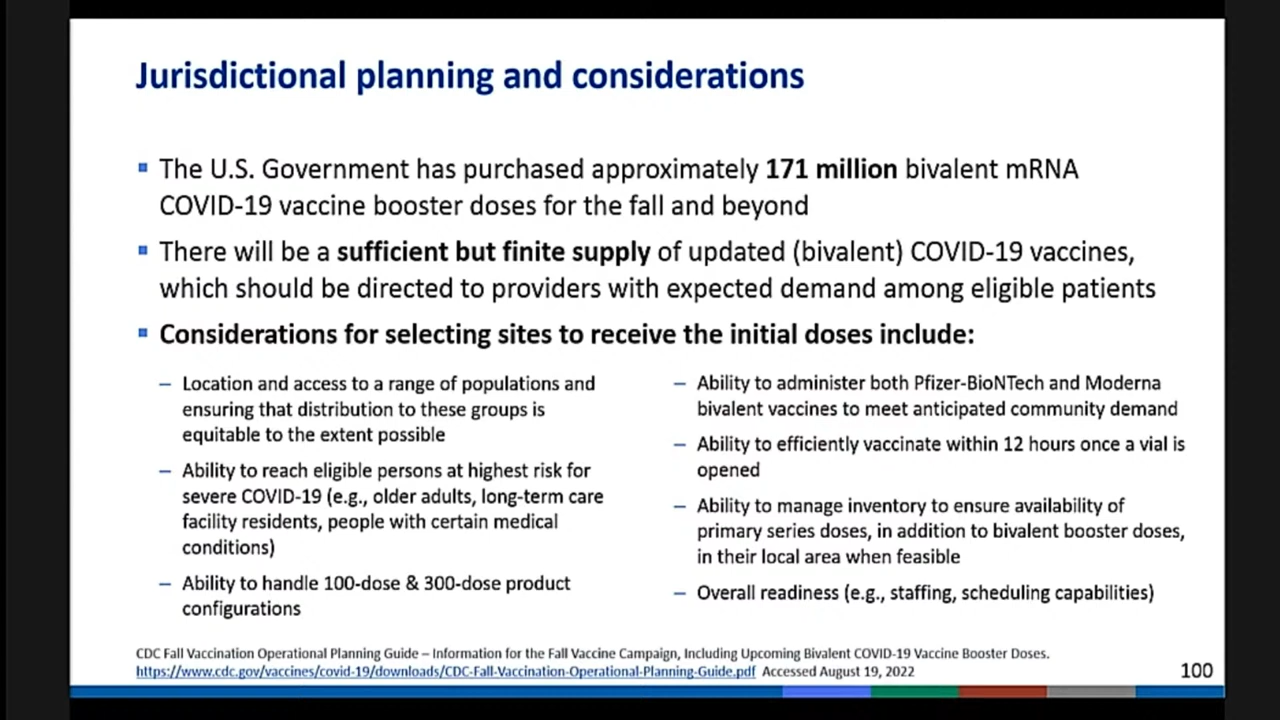 Jurisdictional planning and considerations
The U.S. Government has purchased approximately 171 million bivalent mRNA
COVID-19 vaccine booster doses for the fall and beyond
There will be a sufficient but finite supply of updated (bivalent) COVID-19 vaccines,
which should be directed to providers with expected demand among eligible patients
Considerations for selecting sites to receive the initial doses include:
– Location and access to a range of populations and
ensuring that distribution to these groups is
equitable to the extent possible
– Ability to reach eligible persons at highest risk for
severe COVID-19 (e.g., older adults, long-term care
facility residents, people with certain medical
conditions)
– Ability to handle 100-dose & 300-dose product
configurations
– Ability to administer both Pfizer-BioNTech and Moderna
bivalent vaccines to meet anticipated community demand
– Ability to efficiently vaccinate within 12 hours once a vial is
opened
– Ability to manage inventory to ensure availability of
primary series doses, in addition to bivalent booster doses,
in their local area when feasible
– Overall readiness (e.g., staffing, scheduling capabilities)
CDC Fall Vaccination Operational Planning Guide – Information for the Fall Vaccine Campaign, Including Upcoming Bivalent COVID-19 Vaccine Booster Doses.
https://www.cdc.gov/vaccines/covid-19/downloads/CDC-Fall-Vaccination-Operational-Planning-Guide.pdf Accessed August 19, 2022
100